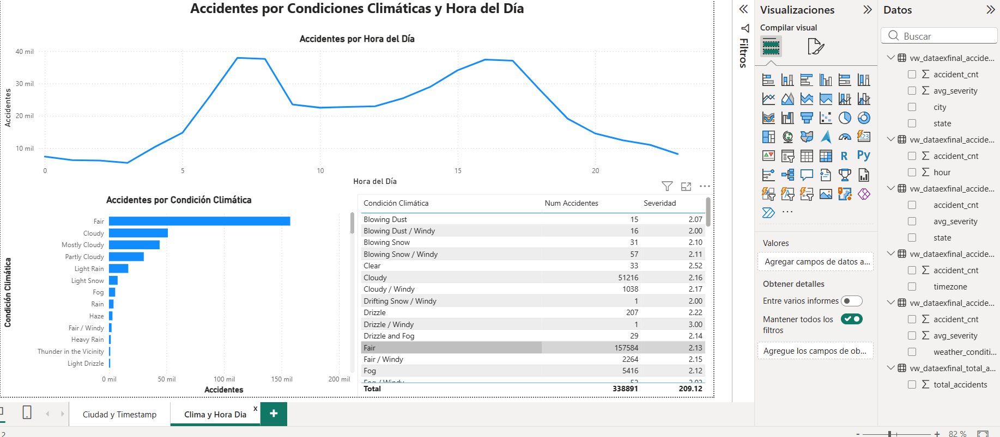 Accidentes por Condiciones Climáticas y Hora del Día
Accidentes por Hora del Día
Accidentes
40 mil
30 mil
20 mil
10 mil
0 5 10 15 20
Hora del Día
Accidentes por Condición Climática
Condición Climática
Fair
Cloudy
Mostly Cloudy
Partly Cloudy
Light Rain
Light Snow
Fog
Rain
Haze
Fair / Windy
Heavy Rain
Thunder in the Vicinity
Light Drizzle
0 mil 50 mil 100 mil 150 mil 200 mil
Accidentes
Condición Climática Num Accidentes Severidad
Blowing Dust 15 2.07
Blowing Dust / Windy 16 2.00
Blowing Snow 31 2.10
Blowing Snow / Windy 57 2.11
Clear 33 2.52
Cloudy 51216 2.16
Cloudy / Windy 1038 2.17
Drifting Snow / Windy 1 2.00
Drizzle 207 2.22
Drizzle / Windy 1 3.00
Drizzle and Fog 29 2.14
Fair 157584 2.13
Fair / Windy 2264 2.15
Fog 5416 2.12
Total 338891 209.12
Ciudad y Timestamp
Clima y Hora Dia
x
+
2
Filtros
Visualizaciones
Compilar visual
123
R
Py
...
Valores
Agregar campos de datos a...
Obtener detalles
Entre varios informes
Mantener todos los
filtros
Agregue los campos de ob...
Datos
Buscar
vw_dataexfinal_accide...
accident_cnt
avg_severity
city
state
vw_dataexfinal_accide...
accident_cnt
hour
vw_dataexfinal_accide...
accident_cnt
avg_severity
state
vw_dataexfinal_accide...
accident_cnt
timezone
vw_dataexfinal_accide...
accident_cnt
avg_severity
weather_conditi...
vw_dataexfinal_total_a...
total_accidents
- + 82 %